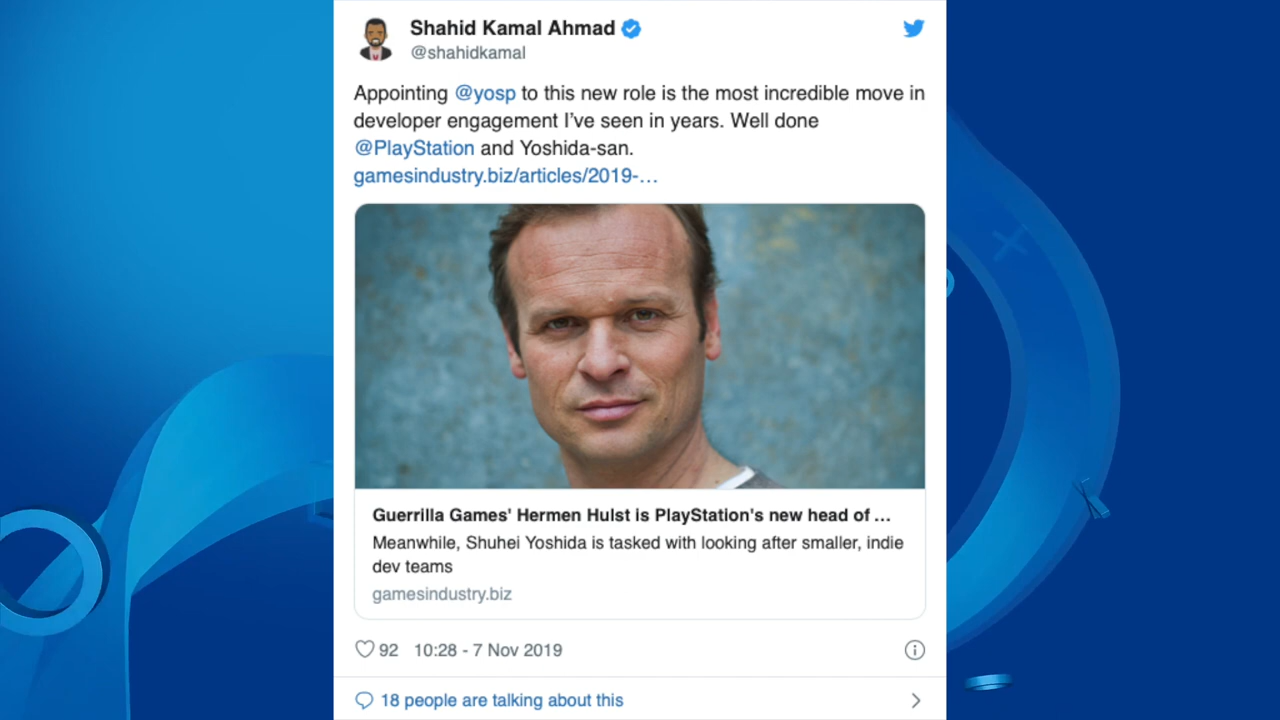 Shahid Kamal Ahmad
@shahidkamal
Appointing @yosp to this new role is the most incredible move in
developer engagement I've seen in years. Well done
@PlayStation and Yoshida-san.
gamesindustry.biz/articles/2019-…
Guerrilla Games' Hermen Hulst is PlayStation's new head of ...
Meanwhile, Shuhei Yoshida is tasked with looking after smaller, indie
dev teams
gamesindustry.biz
92 10:28 - 7 Nov 2019
18 people are talking about this